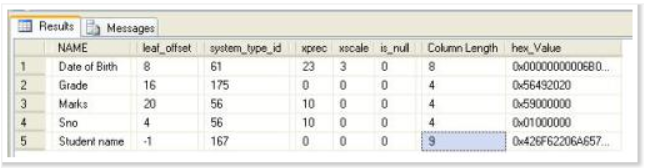 Results Messages
NAME leaf_offset system_type_id xprec xscale is_null Column Length hex_Value
1 Date of Birth 8 61 23 3 0 8 0x00000000006B0...
2 Grade 16 175 0 0 0 4 0x56492020
3 Marks 20 56 10 0 0 4 0x59000000
4 Sno 4 56 10 0 0 4 0x01000000
5 Student name -1 167 0 0 0 9 0x426F62206A657...